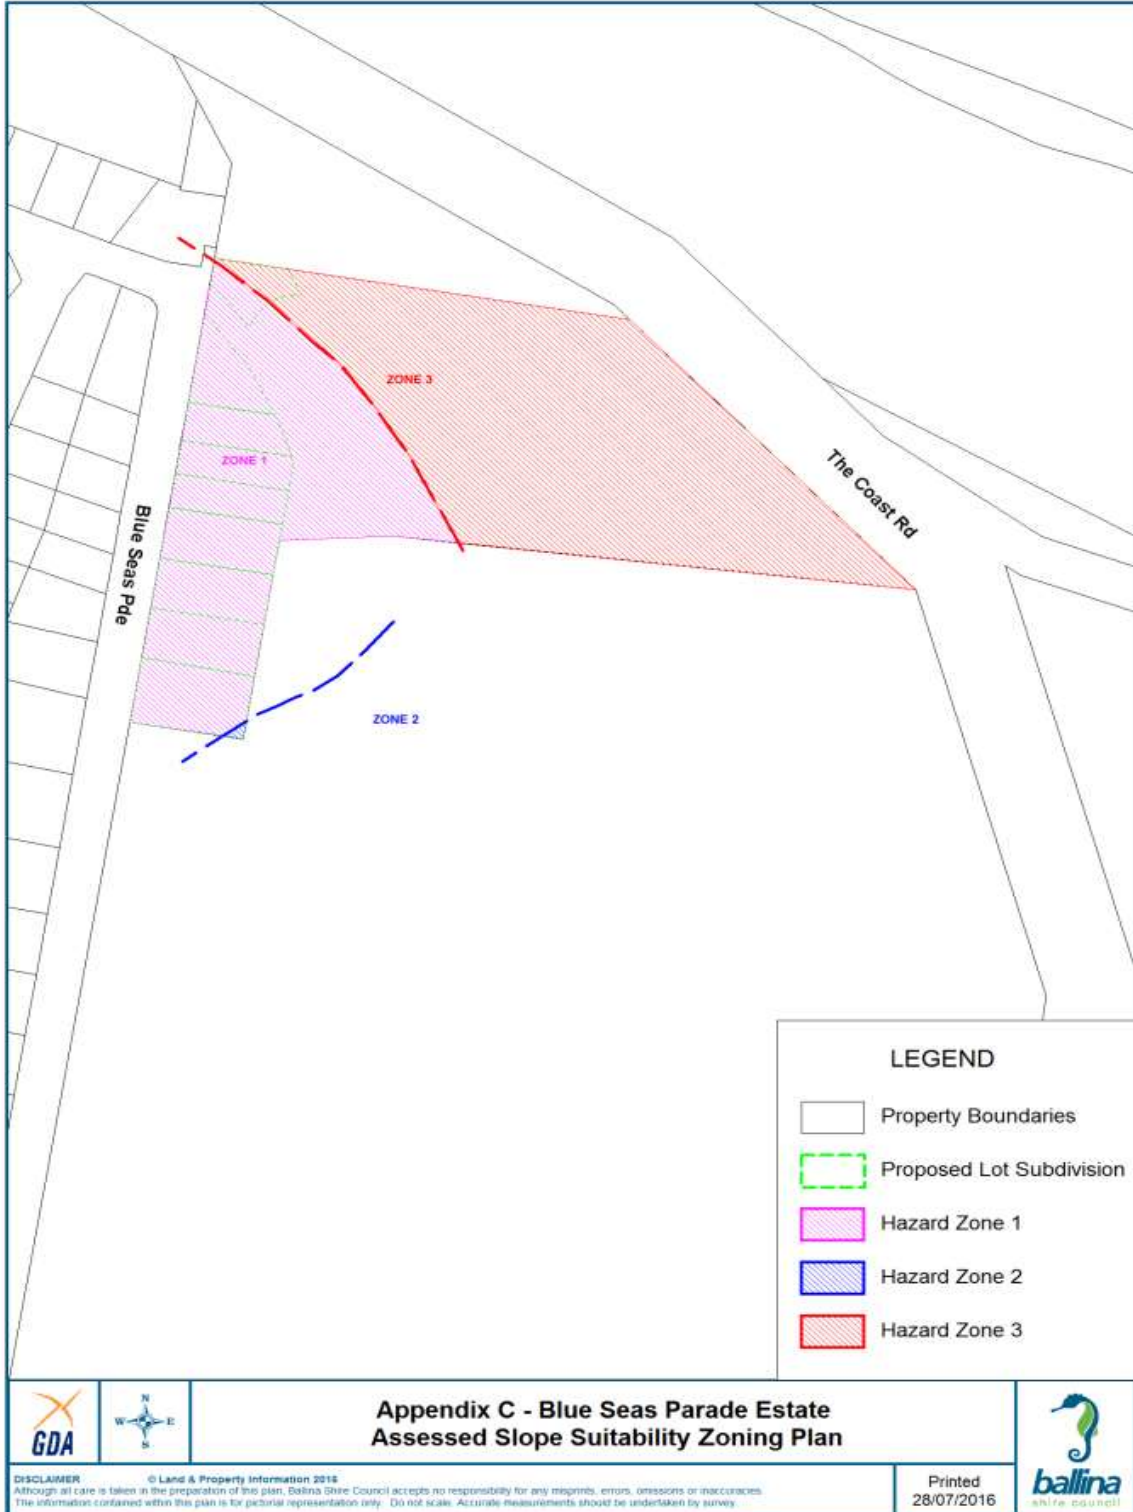 ZONE 3
ZONE 1
The Coast Rd
Blue Seas Pde
ZONE 2
LEGEND
Property Boundaries
Proposed Lot Subdivision
Hazard Zone 1
Hazard Zone 2
Hazard Zone 3
GDA
N
W E
S
Appendix C - Blue Seas Parade Estate
Assessed Slope Suitability Zoning Plan
ballina
shire council
DISCLAIMER © Land & Property Information 2016
Although all care is taken in the preparation of this plan, Ballina Shire Council accepts no responsibility for any misprints, errors, omissions or inaccuracies.
The information contained within this plan is for pictorial representation only. Do not scale. Accurate measurements should be undertaken by survey.
Printed
28/07/2016